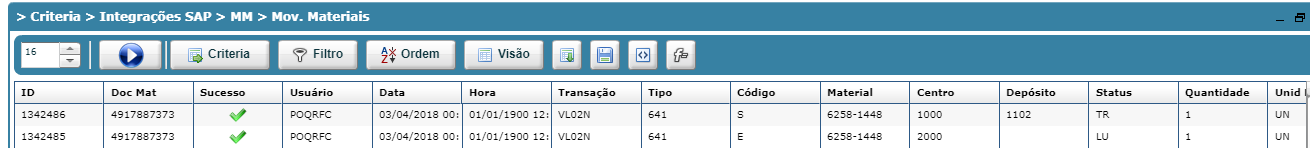 > Criteria > Integrações SAP > MM > Mov. Materiais
16 Criteria Filtro Ordem Visão
ID Doc Mat Sucesso Usuário Data Hora Transação Tipo Código Material Centro Depósito Status Quantidade Unid
1342486 4917887373 POQRFC 03/04/2018 00: 01/01/1900 12: VL02N 641 S 6258-1448 1000 1102 TR 1 UN
1342485 4917887373 POQRFC 03/04/2018 00: 01/01/1900 12: VL02N 641 E 6258-1448 2000 LU 1 UN